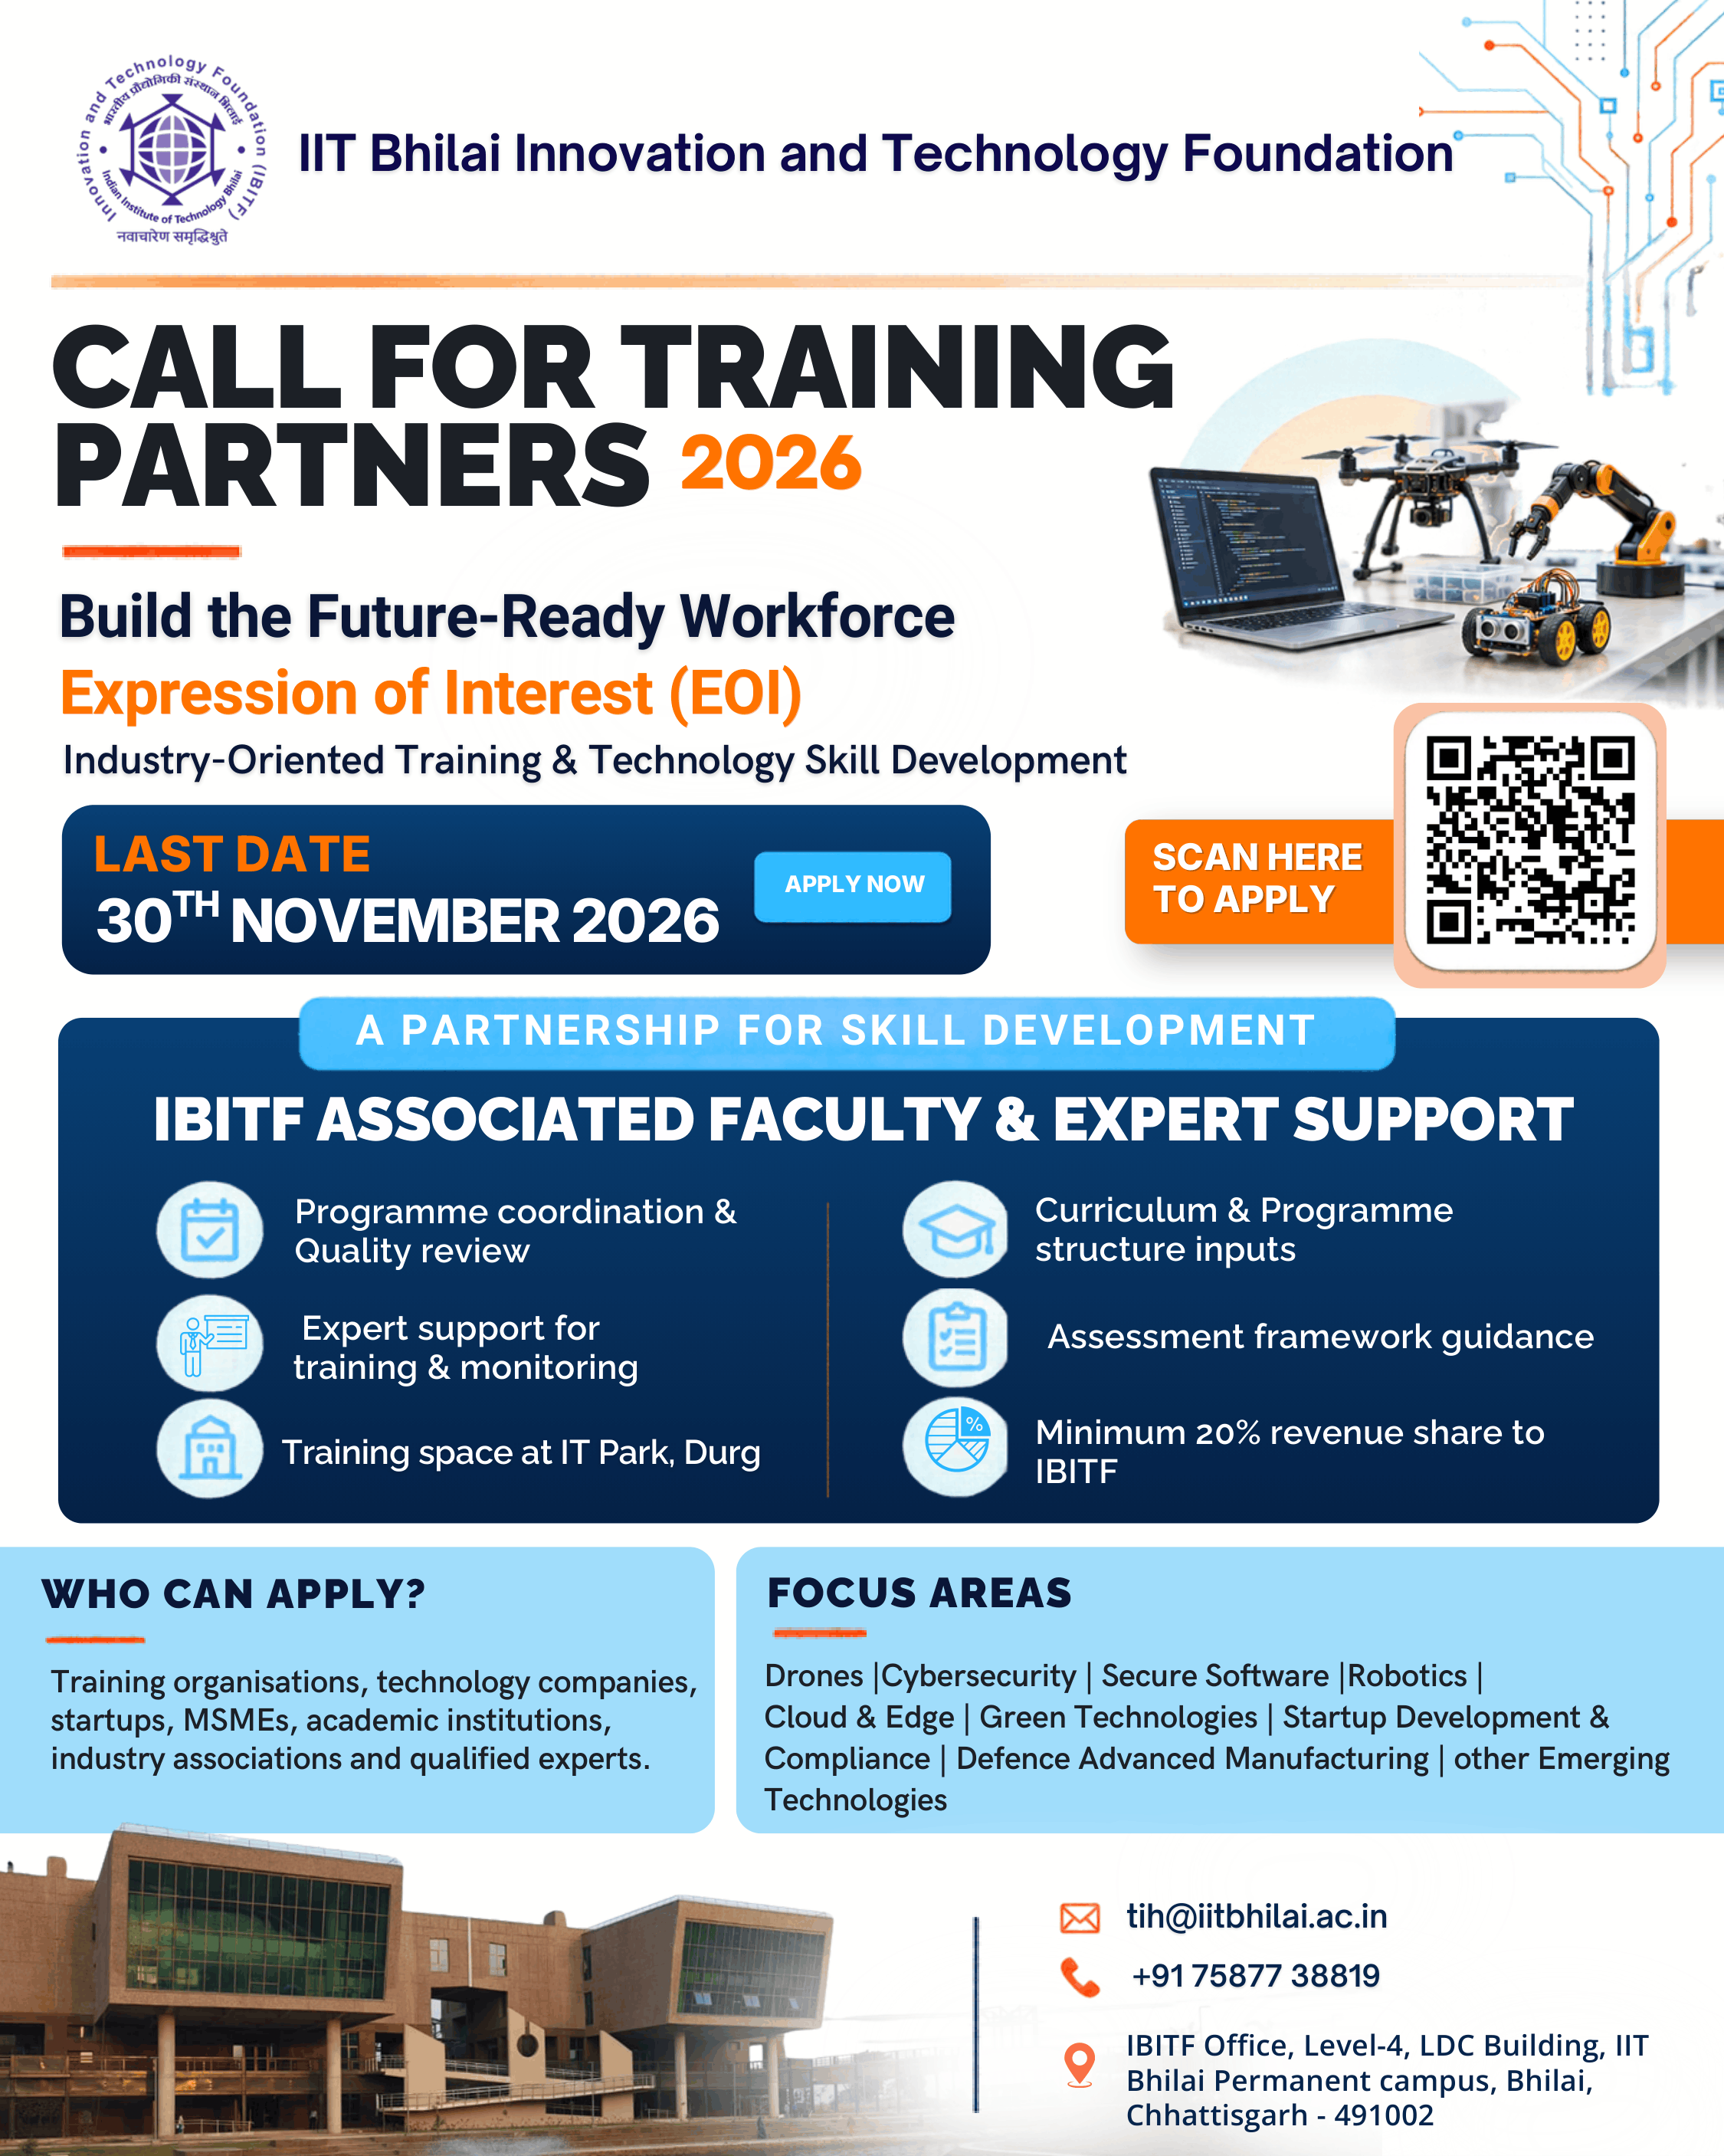 Innovation and Technology Foundation (IBITF)
भारतीय प्रौद्योगिकी संस्थान भिलाई
Indian Institute of Technology Bhilai
नवाचारेण समृद्धिश्नुते
IIT Bhilai Innovation and Technology Foundation
CALL FOR TRAINING
PARTNERS 2026
Build the Future-Ready Workforce
Expression of Interest (EOI)
Industry-Oriented Training & Technology Skill Development
LAST DATE
30TH NOVEMBER 2026
APPLY NOW
SCAN HERE
TO APPLY
A PARTNERSHIP FOR SKILL DEVELOPMENT
IBITF ASSOCIATED FACULTY & EXPERT SUPPORT
Programme coordination &
Quality review
Expert support for
training & monitoring
Training space at IT Park, Durg
Curriculum & Programme
structure inputs
Assessment framework guidance
%
Minimum 20% revenue share to
IBITF
WHO CAN APPLY?
Training organisations, technology companies,
startups, MSMEs, academic institutions,
industry associations and qualified experts.
FOCUS AREAS
Drones |Cybersecurity | Secure Software |Robotics |
Cloud & Edge | Green Technologies | Startup Development &
Compliance | Defence Advanced Manufacturing | other Emerging
Technologies
tih@iitbhilai.ac.in
+91 75877 38819
IBITF Office, Level-4, LDC Building, IIT
Bhilai Permanent campus, Bhilai,
Chhattisgarh - 491002